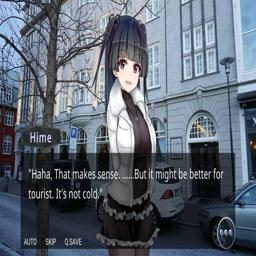 Hime
"Haha, That makes sense. ......But it might be better for
tourist. It's not cold."
AUTO SKIP Q.SAVE